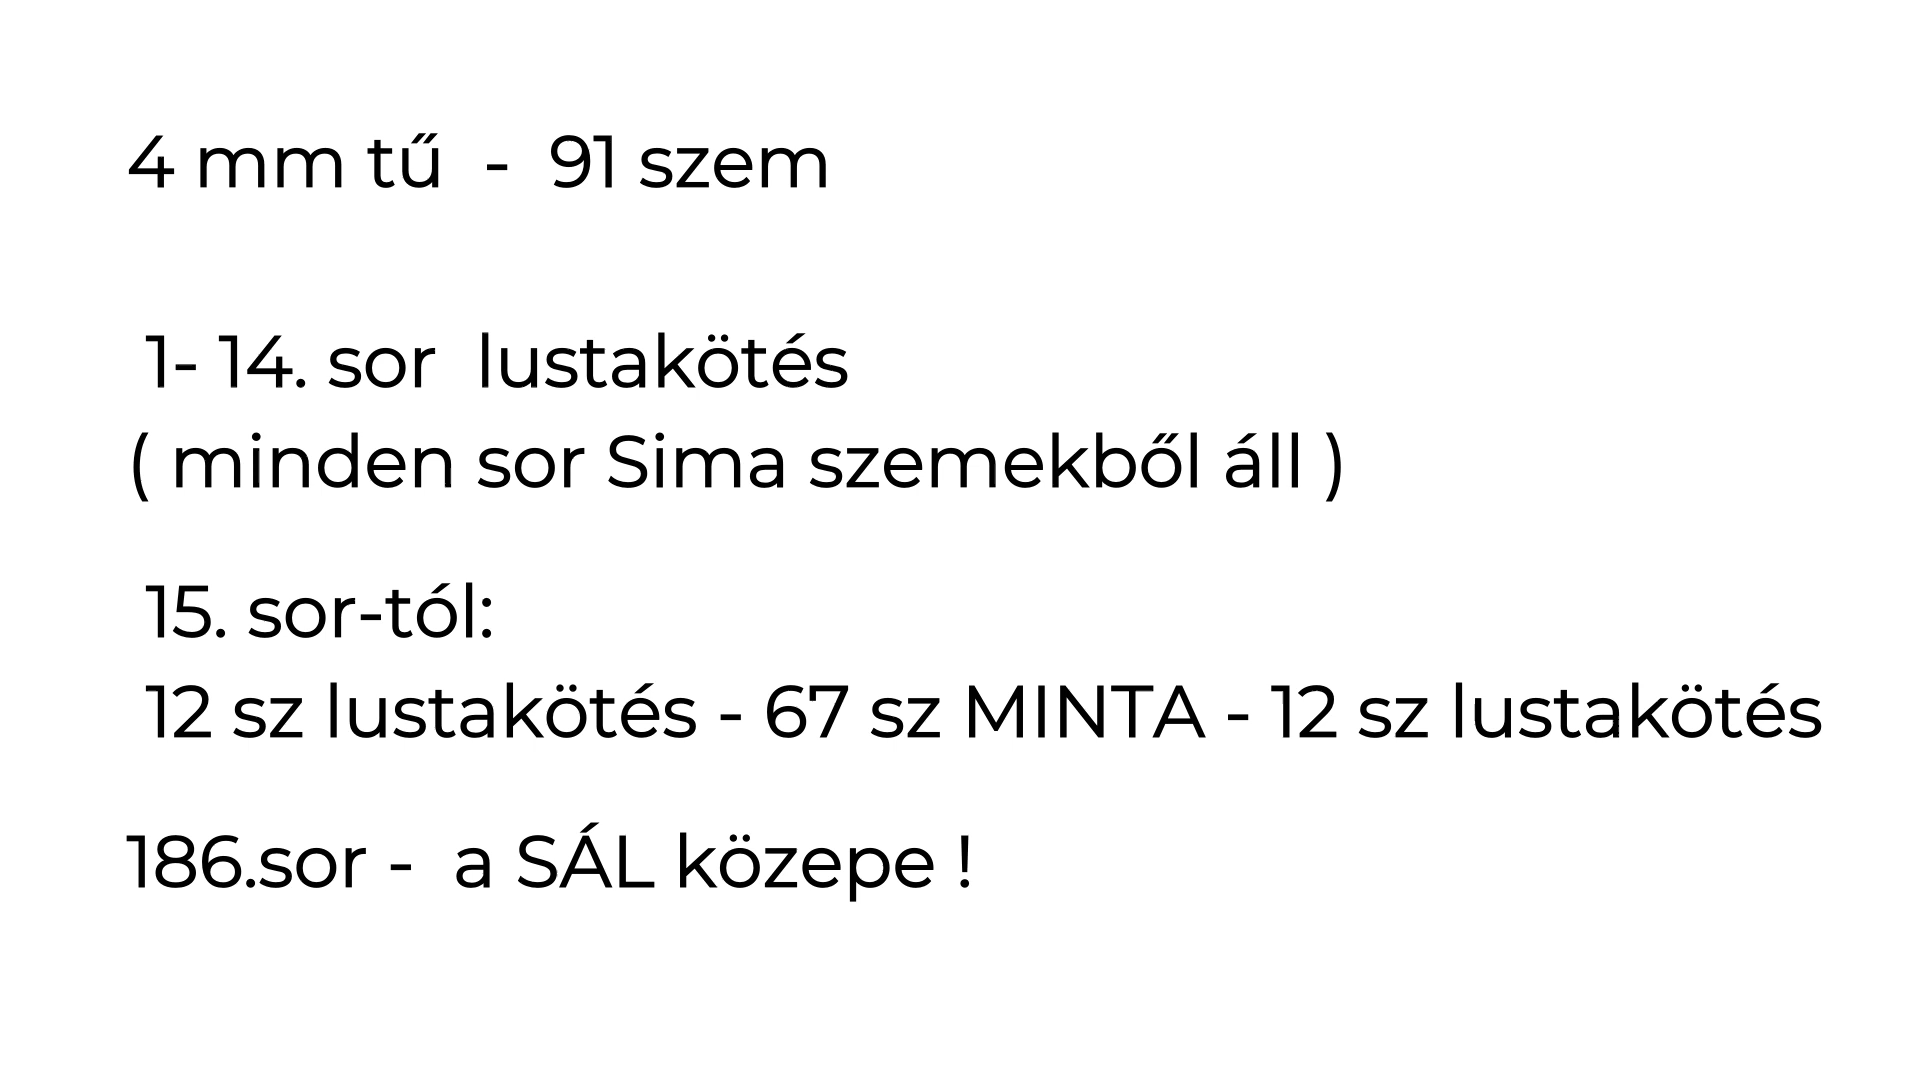 4 mm tű - 91 szem
1- 14. sor lustakötés
( minden sor Sima szemekből áll )
15. sor-tól:
12 sz lustakötés - 67 sz MINTA - 12 sz lustakötés
186.sor - a SÁL közepe !